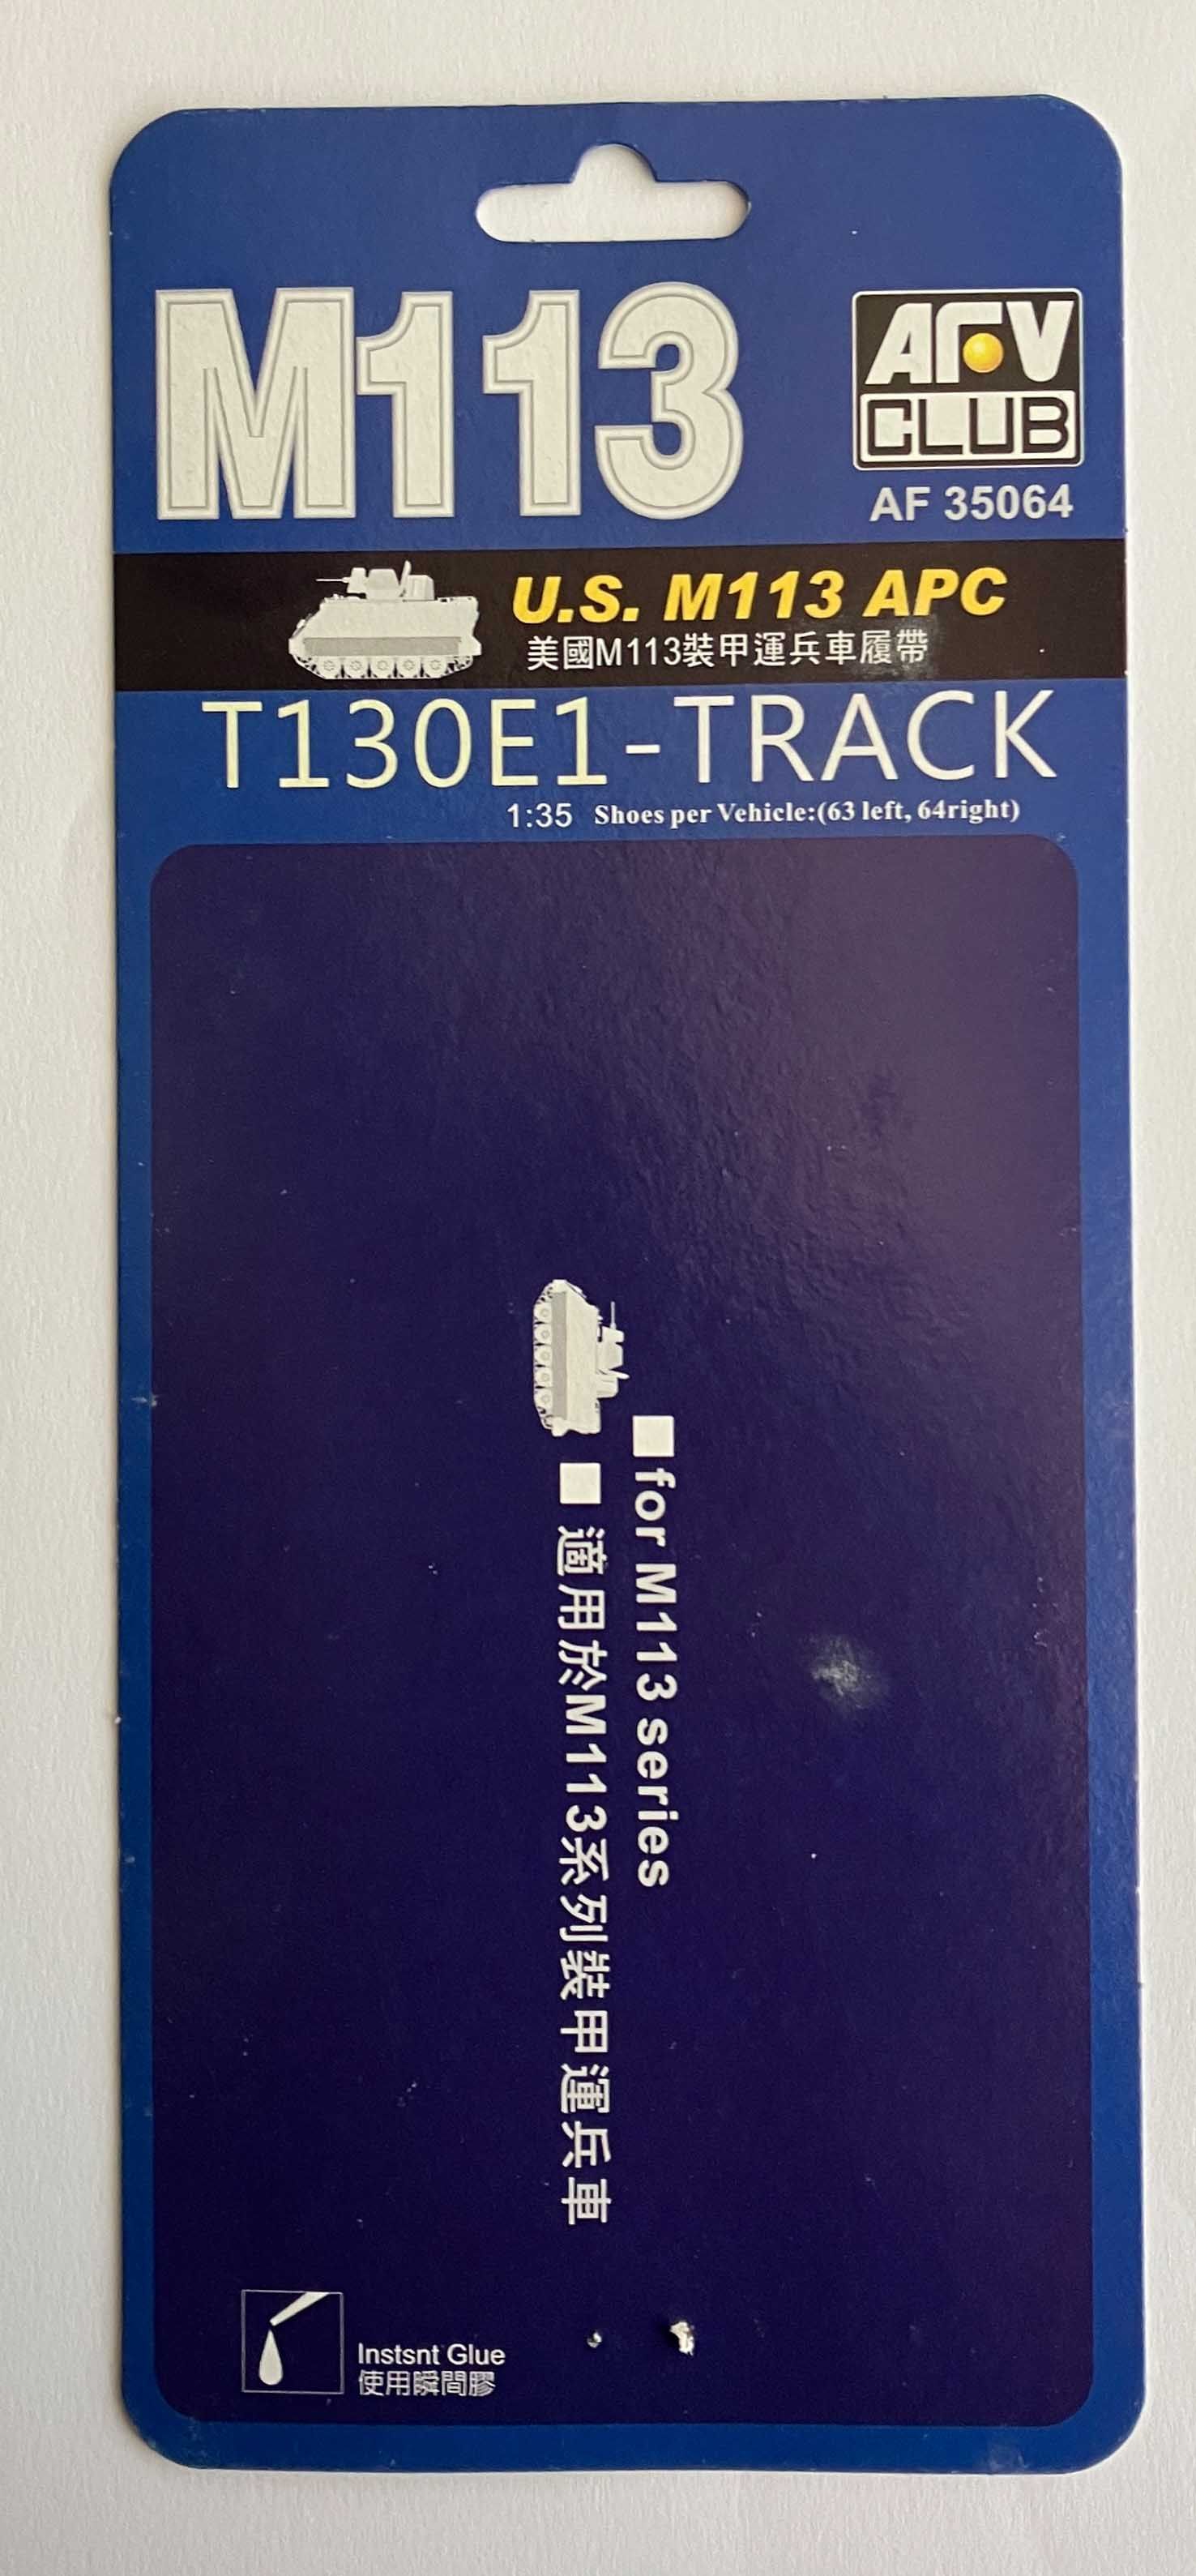 M113
AFV
CLUB
AF 35064
U.S. M113 APC
美國M113裝甲運兵車履帶
T130E1-TRACK
1:35 Shoes per Vehicle:(63 left, 64right)
■for M113 series
■ 適用於M113系列裝甲運兵車
Instsnt Glue
使用瞬間膠